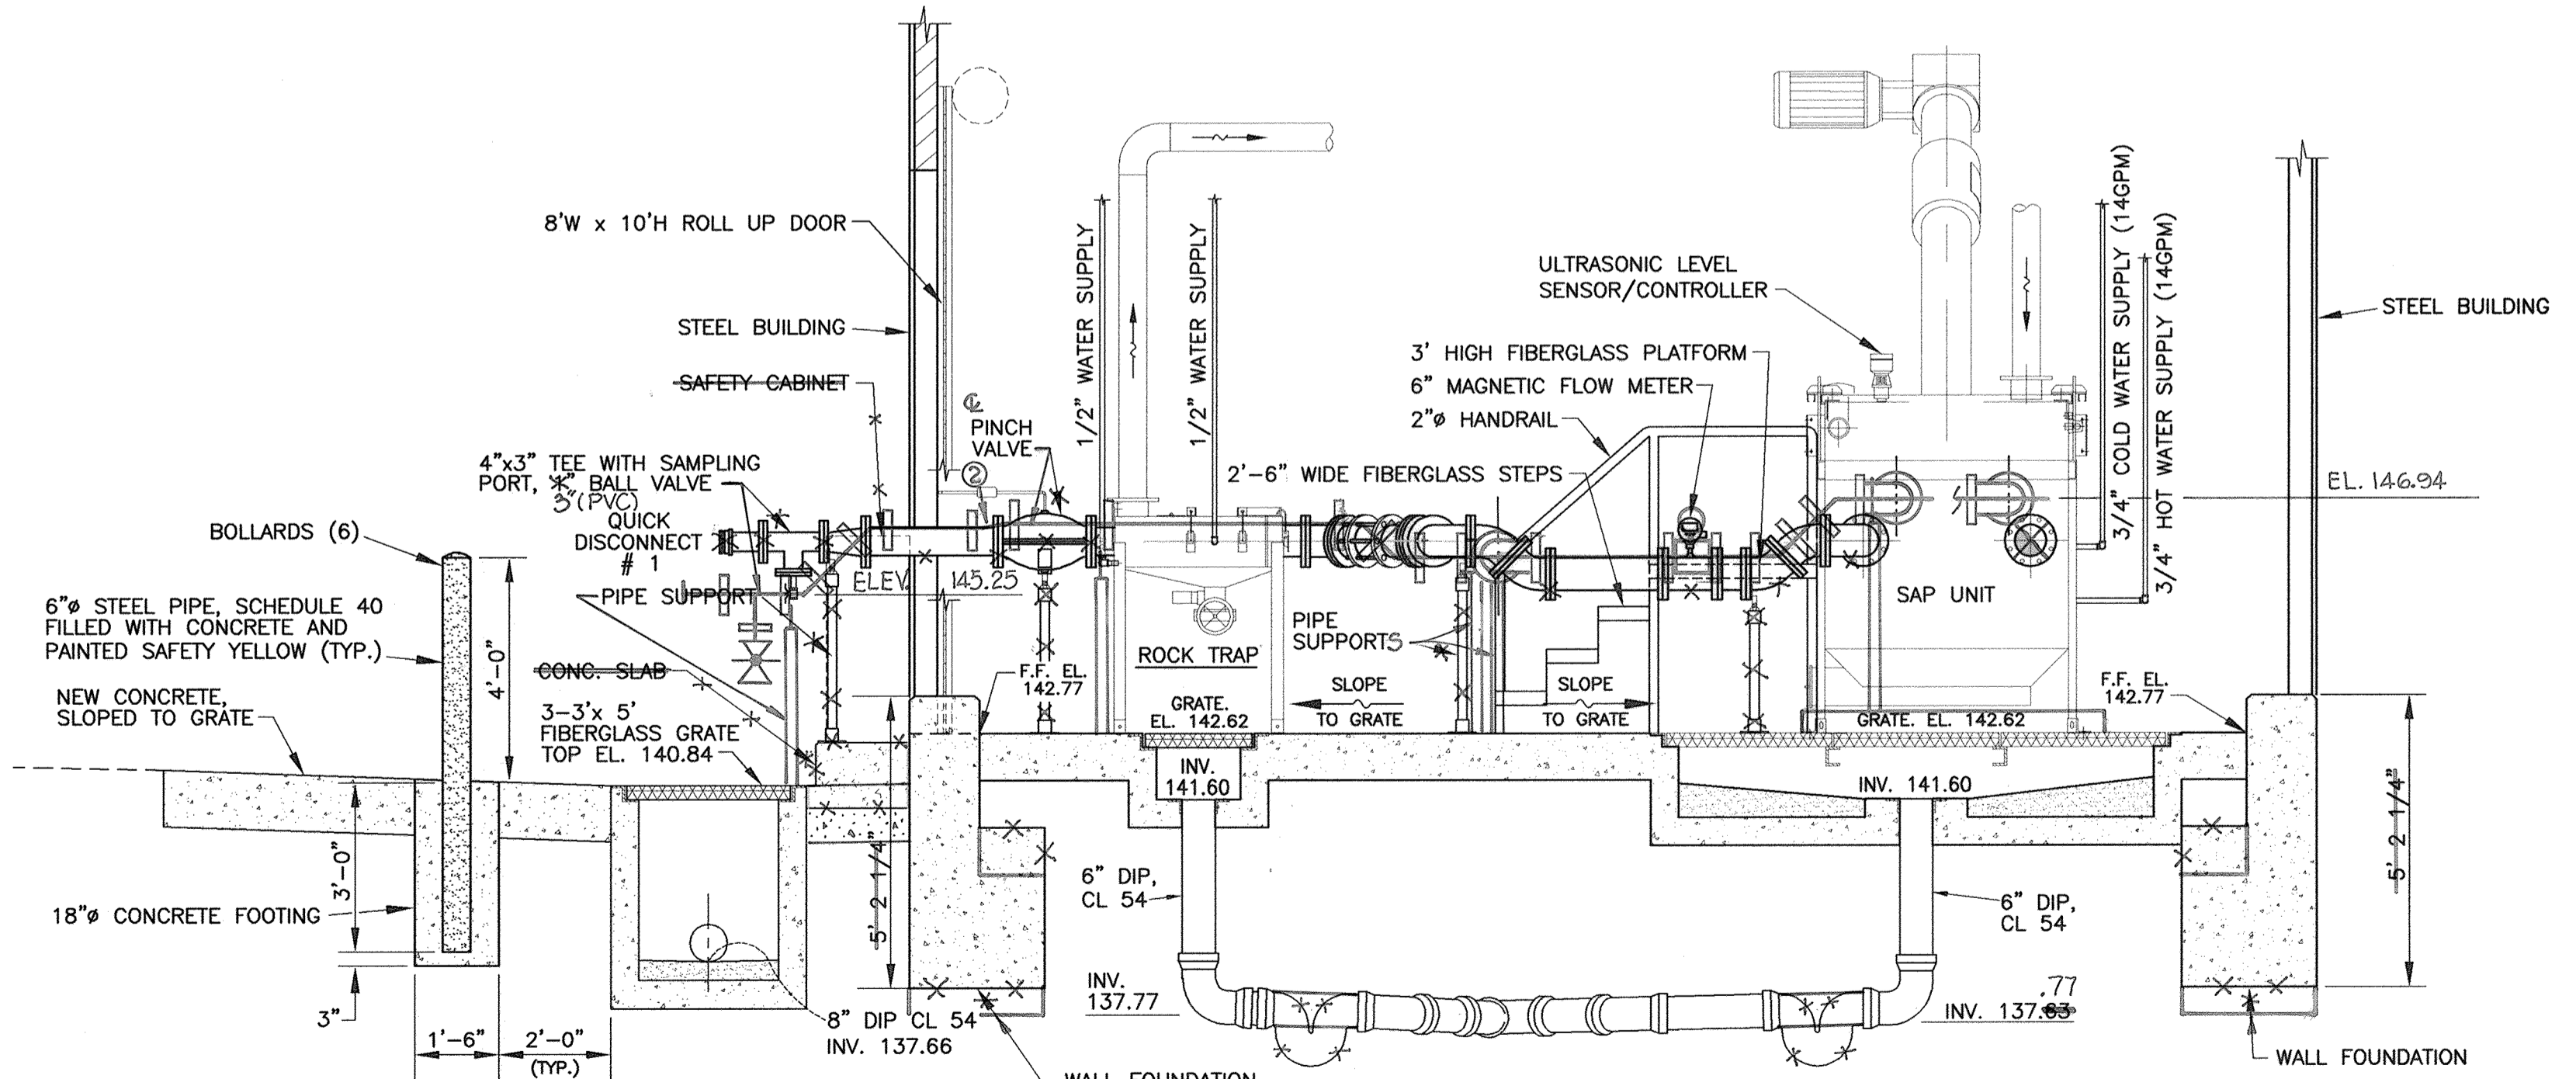 8'W x 10'H ROLL UP DOOR
STEEL BUILDING
SAFETY CABINET
4"x3" TEE WITH SAMPLING
PORT, BALL VALVE
3"(PVC)
QUICK
DISCONNECT
# 1
ELEV. 145.25
PIPE SUPPORT
CONC. SLAB
3-3'x 5'
FIBERGLASS GRATE
TOP EL. 140.84
BOLLARDS (6)
6"ø STEEL PIPE, SCHEDULE 40
FILLED WITH CONCRETE AND
PAINTED SAFETY YELLOW (TYP.)
NEW CONCRETE,
SLOPED TO GRATE
4'-0"
3'-0"
18"ø CONCRETE FOOTING
3"
1'-6"
2'-0"
(TYP.)
8" DIP CL 54
INV. 137.66
5' 2 1/4"
WALL FOUNDATION
℄
PINCH
VALVE
2
1/2" WATER SUPPLY
1/2" WATER SUPPLY
F.F. EL.
142.77
ROCK TRAP
GRATE.
EL. 142.62
INV.
141.60
6" DIP,
CL 54
INV.
137.77
ULTRASONIC LEVEL
SENSOR/CONTROLLER
3' HIGH FIBERGLASS PLATFORM
6" MAGNETIC FLOW METER
2"ø HANDRAIL
2'-6" WIDE FIBERGLASS STEPS
PIPE
SUPPORTS
SLOPE
TO GRATE
SLOPE
TO GRATE
SAP UNIT
GRATE. EL. 142.62
INV. 141.60
6" DIP,
CL 54
.77
INV. 137.63
3/4" COLD WATER SUPPLY (14GPM)
3/4" HOT WATER SUPPLY (14GPM)
STEEL BUILDING
EL. 146.94
F.F. EL.
142.77
5' 2 1/4"
WALL FOUNDATION